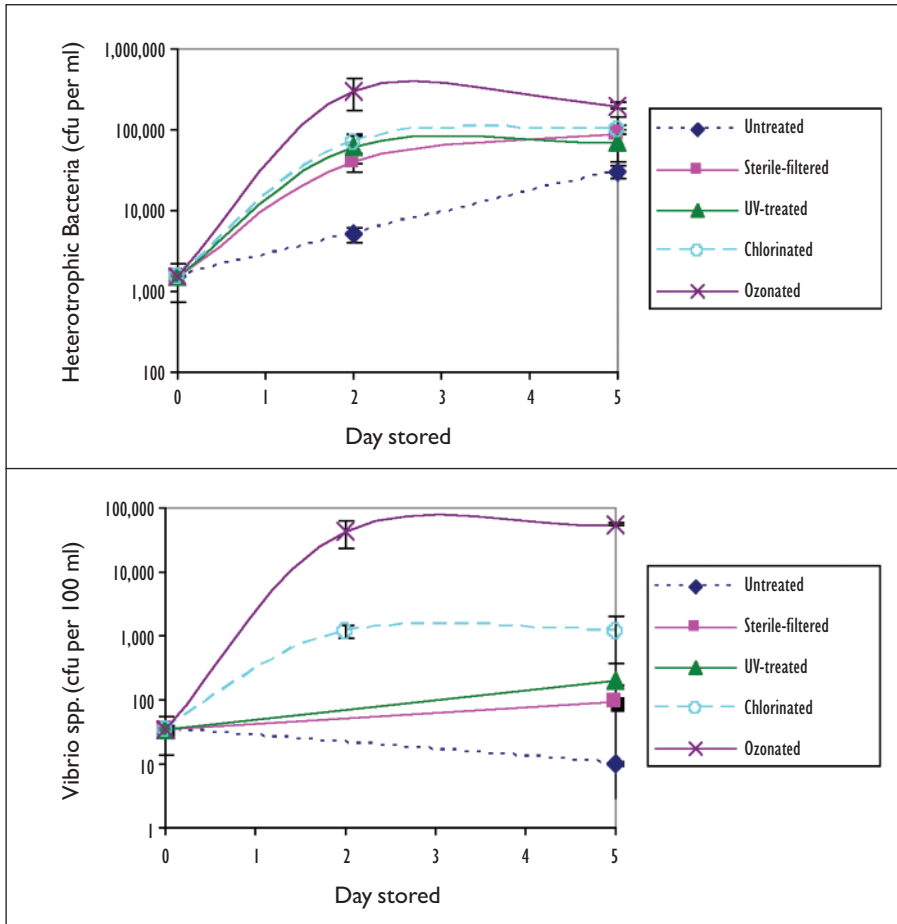 Heterotrophic Bacteria (cfu per ml)
1,000,000
100,000
10,000
1,000
100
0 1 2 3 4 5
Day stored
Untreated
Sterile-filtered
UV-treated
Chlorinated
Ozonated
Vibrio spp. (cfu per 100 ml)
100,000
10,000
1,000
100
10
1
0 1 2 3 4 5
Day stored
Untreated
Sterile-filtered
UV-treated
Chlorinated
Ozonated